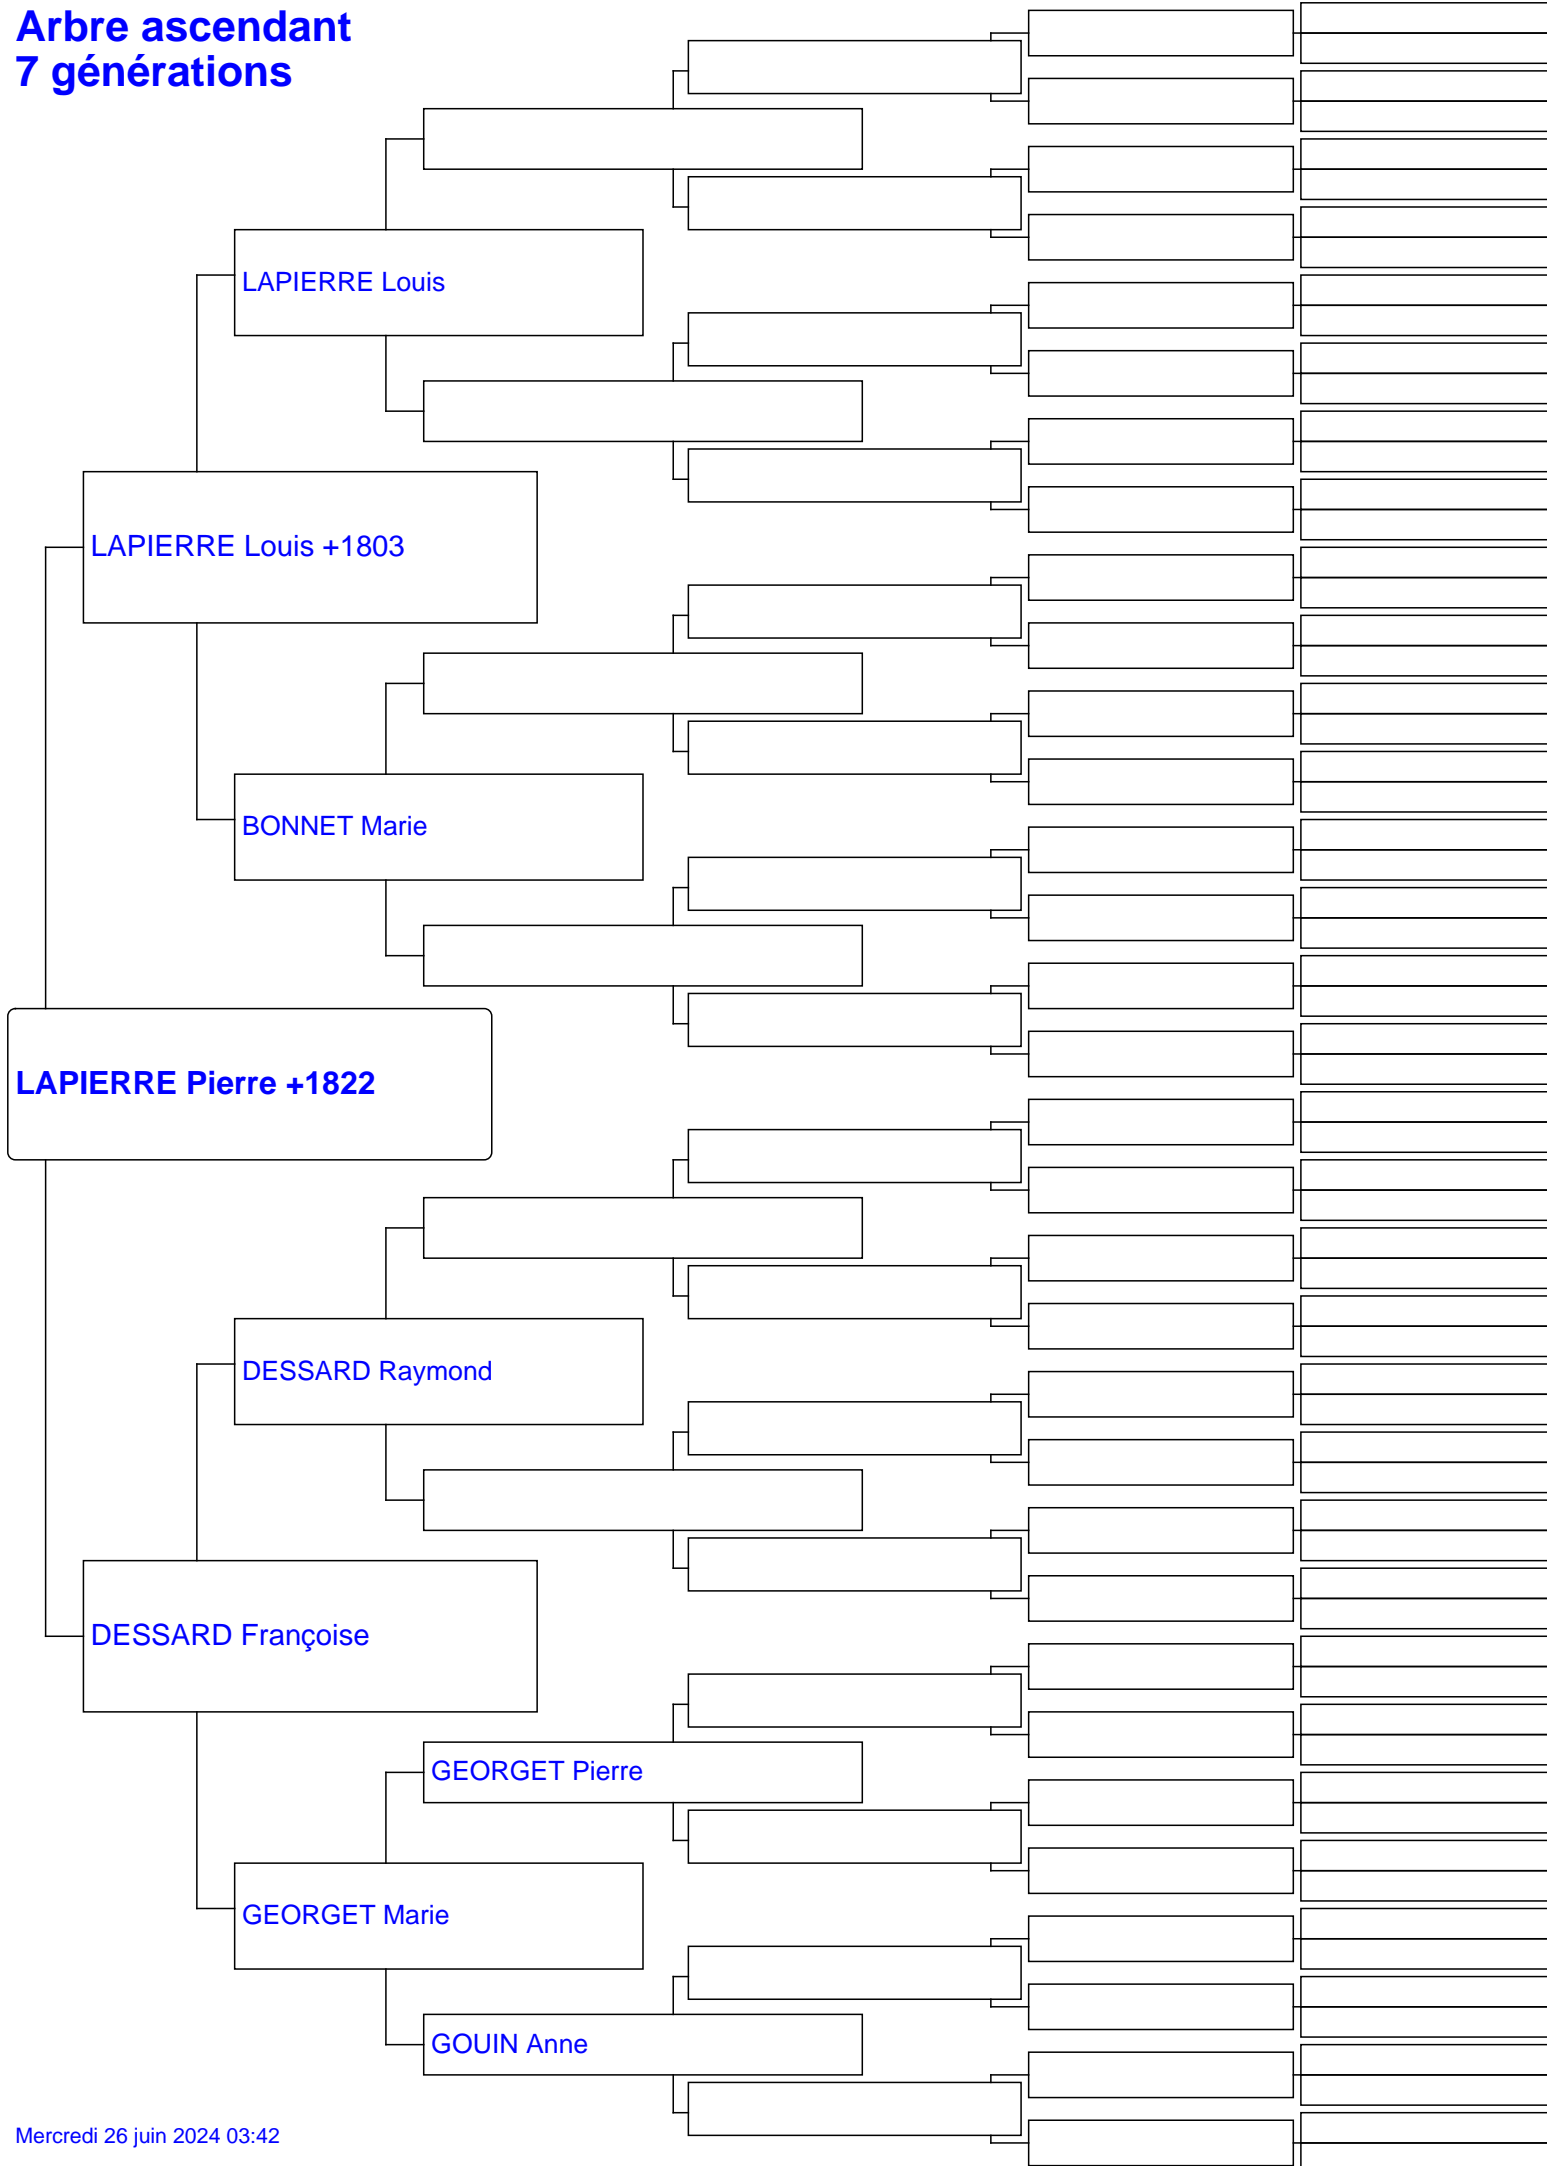 Arbre ascendant
7 générations
LAPIERRE Louis
LAPIERRE Louis +1803
BONNET Marie
LAPIERRE Pierre +1822
DESSARD Raymond
DESSARD Françoise
GEORGET Pierre
GEORGET Marie
GOUIN Anne
Mercredi 26 juin 2024 03:42